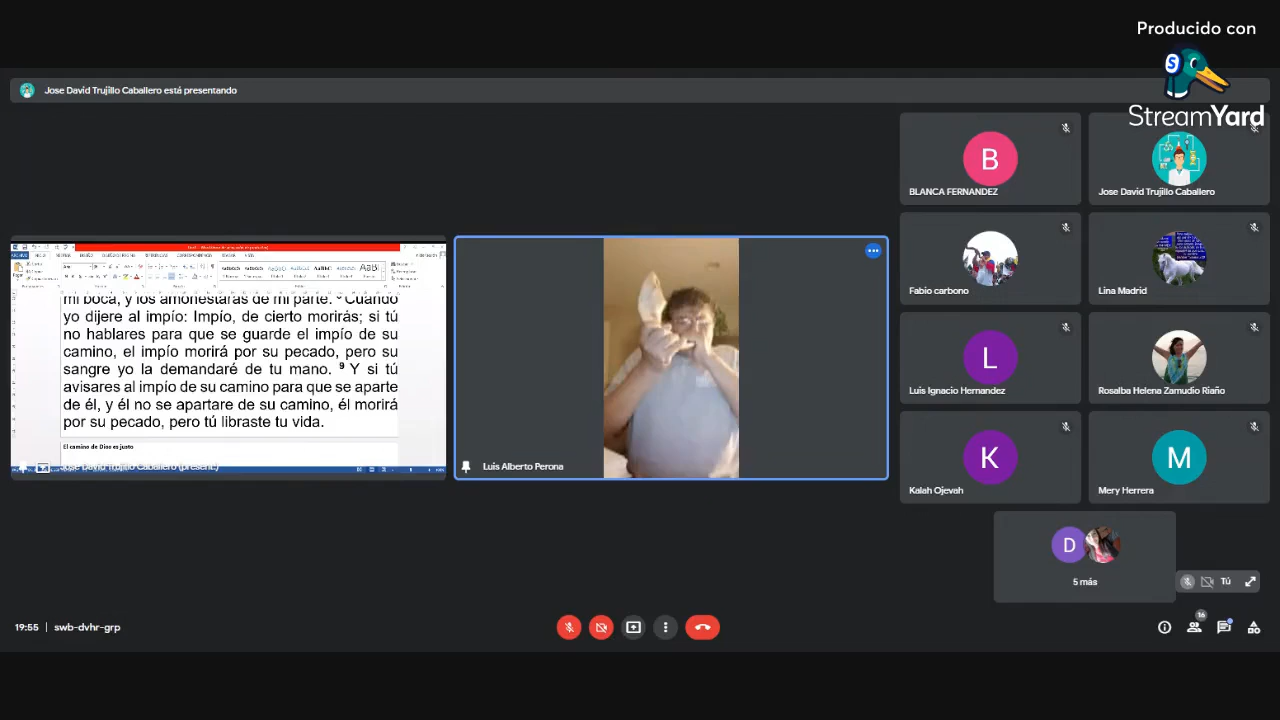 Producido con
StreamYard
Jose David Trujillo Caballero está presentando
mi boca, y los amonestarás de mi parte. 8 Cuando
yo dijere al impío: Impío, de cierto morirás; si tú
no hablares para que se guarde el impío de su
camino, el impío morirá por su pecado, pero su
sangre yo la demandaré de tu mano. 9 Y si tú
avisares al impío de su camino para que se aparte
de él, y él no se apartare de su camino, él morirá
por su pecado, pero tú libraste tu vida.
El camino de Dios es justo
Jose David Trujillo Caballero (present.)
Luis Alberto Perona
B
BLANCA FERNANDEZ
Jose David Trujillo Caballero
Fabio carbono
Lina Madrid
L
Luis Ignacio Hernandez
Rosalba Helena Zamudio Riaño
K
Kalah Ojevah
M
Mery Herrera
D
5 más
Tú
19:55 | swb-dvhr-grp
16